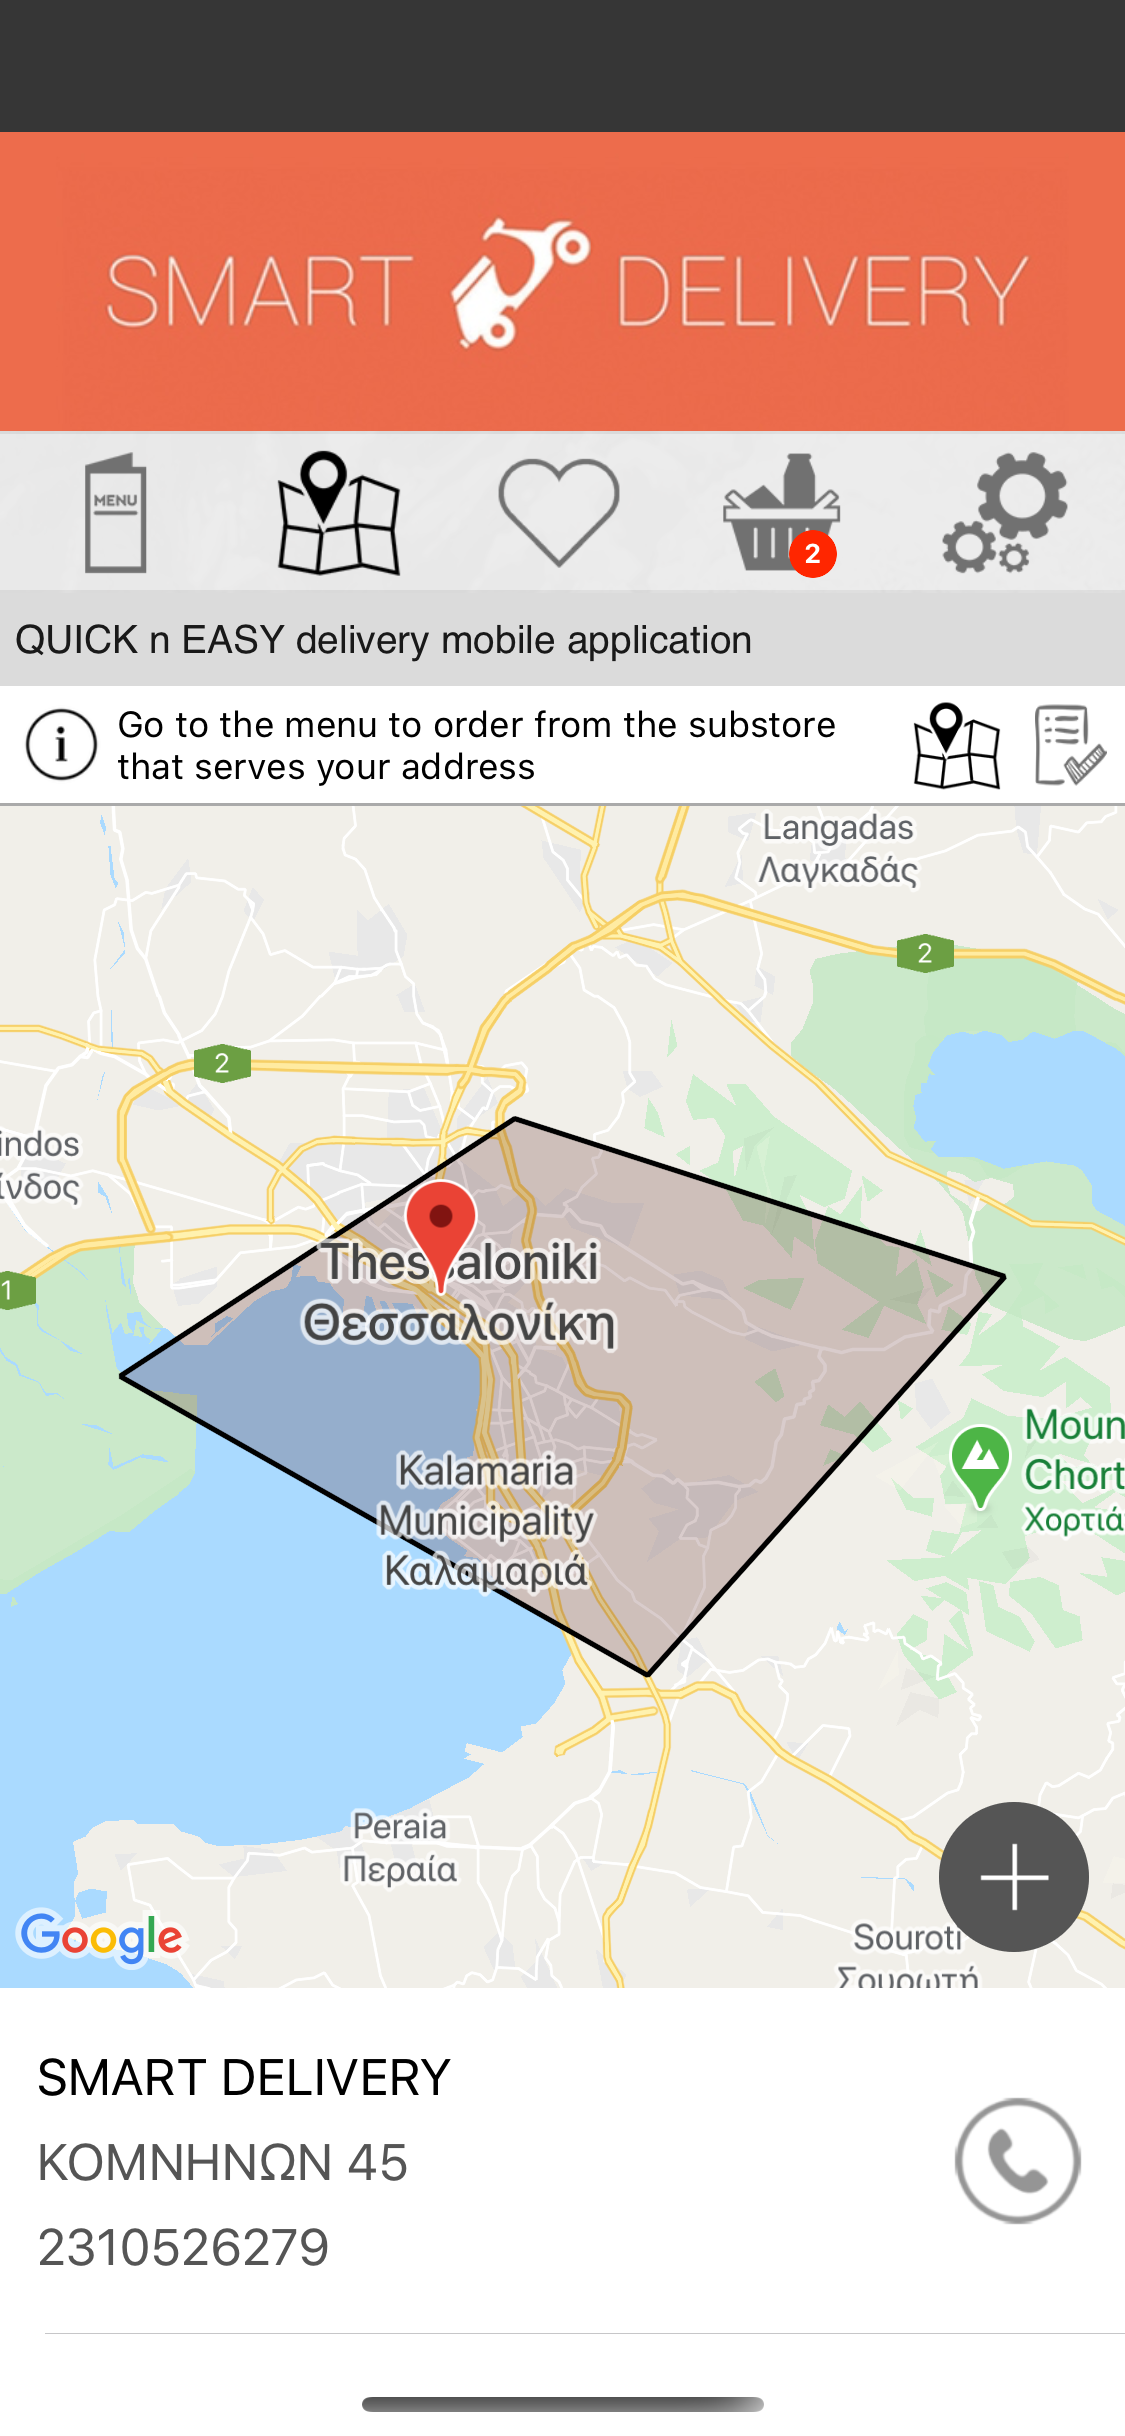 SMART DELIVERY
MENU
2
QUICK n EASY delivery mobile application
Go to the menu to order from the substore
that serves your address
Langadas
Λαγκαδάς
2
2
indos
ίνδος
1
Thessaloniki
Θεσσαλονίκη
Moun
Chort
Χορτιά
Kalamaria
Municipality
Καλαμαριά
Peraia
Περαία
Google
Souroti
Σουρωτή
SMART DELIVERY
ΚΟΜΝΗΝΩΝ 45
2310526279